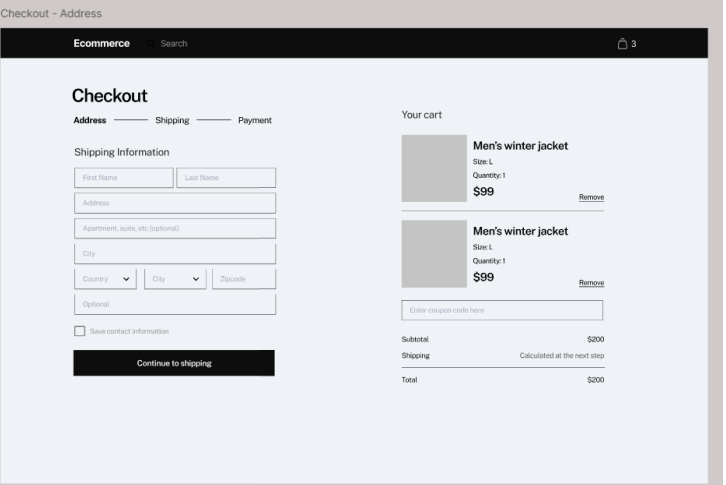 Checkout - Address
Ecommerce Search 3
Checkout
Address Shipping Payment
Shipping Information
First Name Last Name
Address
Apartment, suite, etc (optional)
City
Country City Zipcode
Optional
Save contact information
Continue to shipping
Your cart
Men's winter jacket
Size: L
Quantity: 1
$99
Remove
Men's winter jacket
Size: L
Quantity: 1
$99
Remove
Enter coupon code here
Subtotal $200
Shipping Calculated at the next step
Total $200